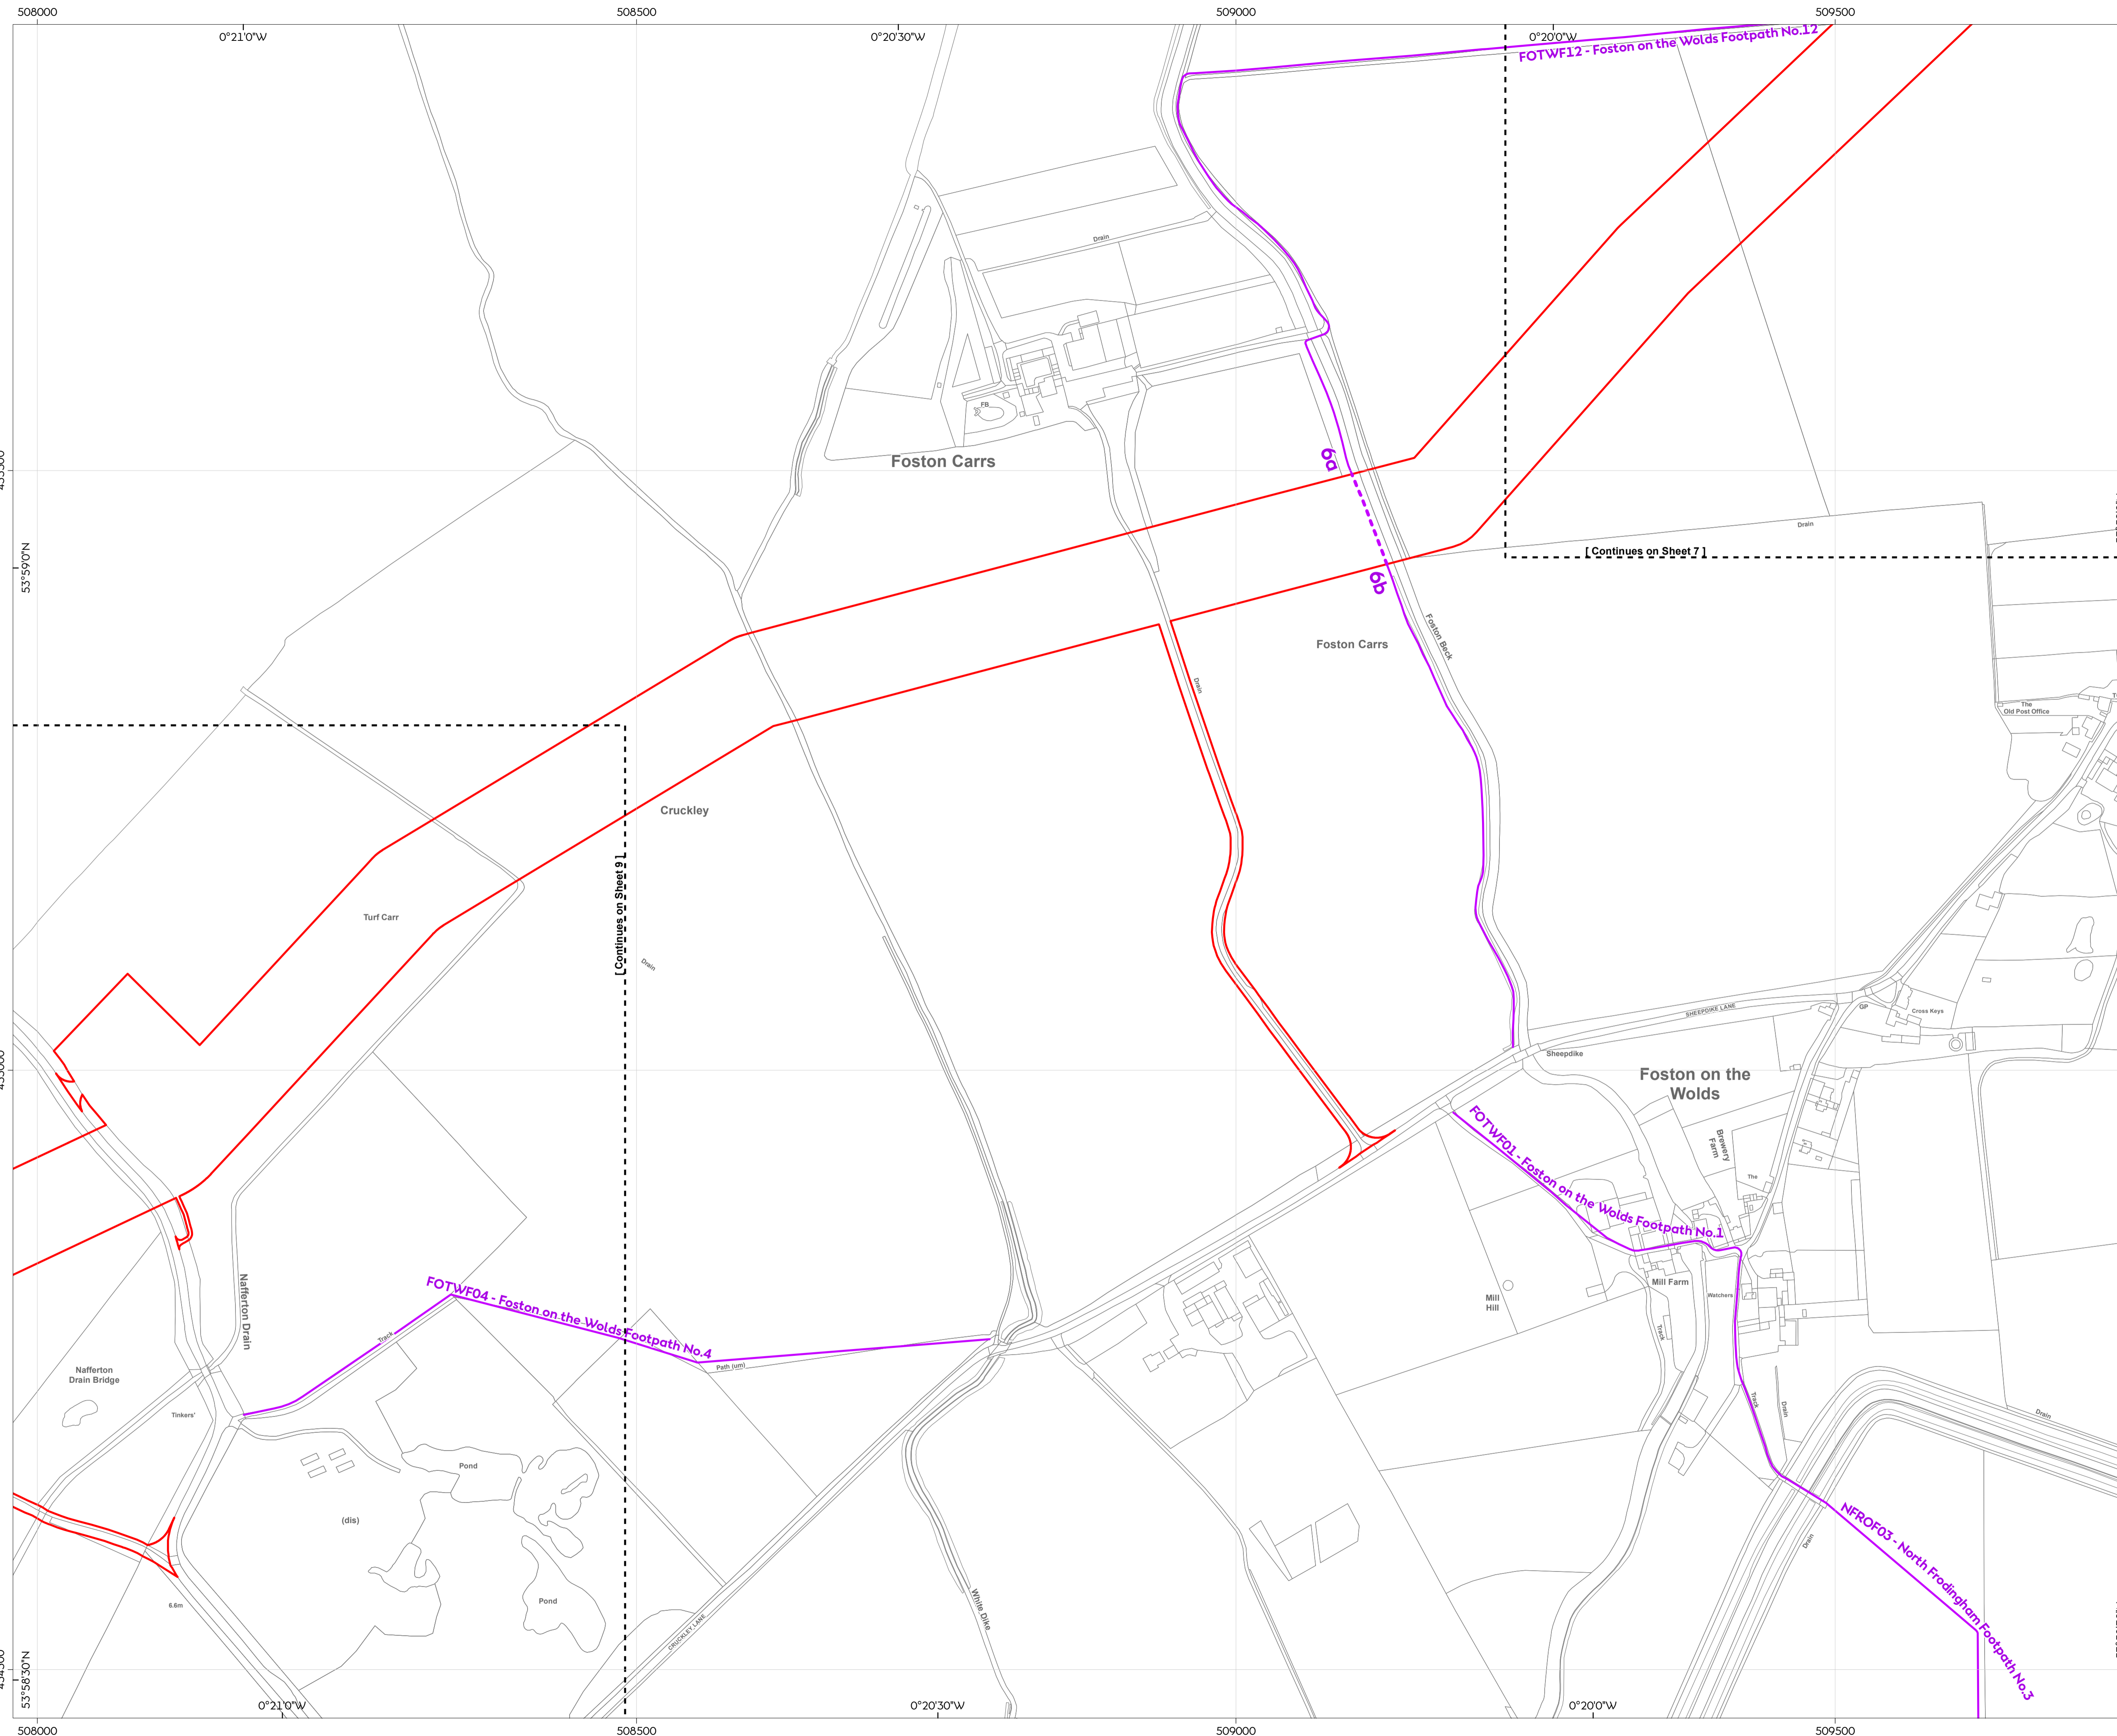 508000
508500
509000
509500
0°21'0"W
0°20'30"W
0°20'0"W
FOTWF12 - Foston on the Wolds Footpath No.12
Drain
FB
Foston Carrs
6a
Drain
[ Continues on Sheet 7 ]
53°59'0"N
6b
Foston Beck
Foston Carrs
Drain
The
Old Post Office
Cruckley
[ Continues on Sheet 9 ]
Turf Carr
Drain
SHEEPDIKE LANE
GP
Cross Keys
Sheepdike
Foston on the
Wolds
FOTWF01 - Foston on the Wolds Footpath No.1
Brewery
Farm
The
Mill Farm
Watchers
Mill
Hill
Nafferton Drain
FOTWF04 - Foston on the Wolds Footpath No.4
Track
Path (um)
Track
Nafferton
Drain Bridge
Tinkers'
Track
Drain
Drain
Pond
(dis)
NFROF03 - North Frodingham Footpath No.3
Drain
Pond
6.6m
White Dike
CRUCKLEY LANE
53°58'30"N
0°21'0"W
0°20'30"W
0°20'0"W
508000
508500
509000
509500